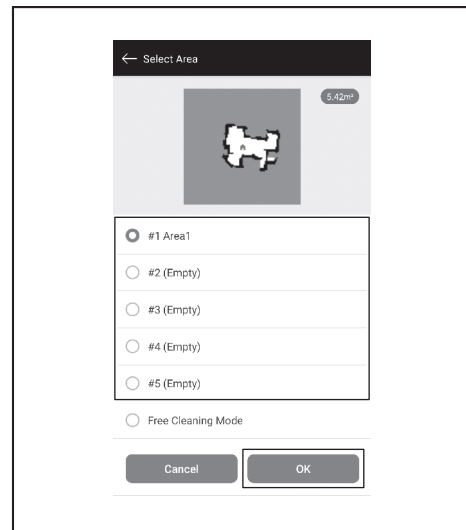 ← Select Area
5.42m²
#1 Area1
#2 (Empty)
#3 (Empty)
#4 (Empty)
#5 (Empty)
Free Cleaning Mode
Cancel OK